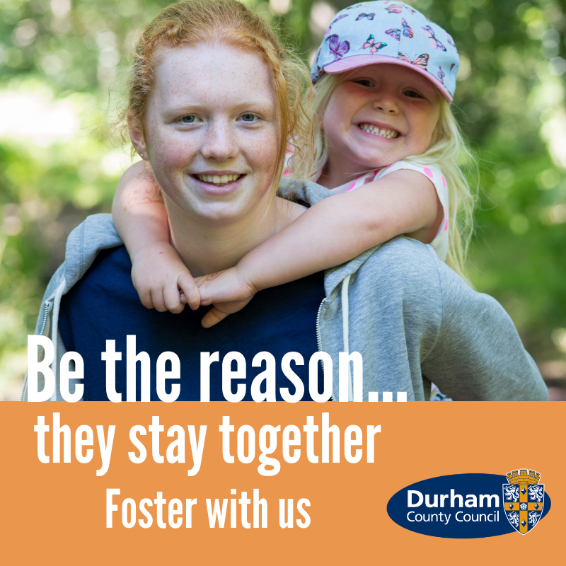 Be the reason...
they stay together
Foster with us
Durham
County Council